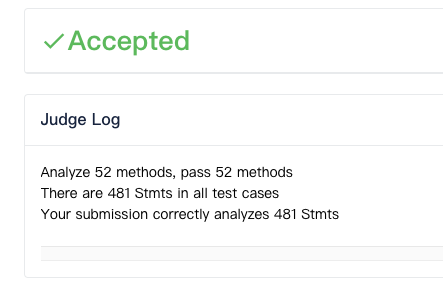 Accepted
Judge Log
Analyze 52 methods, pass 52 methods
There are 481 Stmts in all test cases
Your submission correctly analyzes 481 Stmts